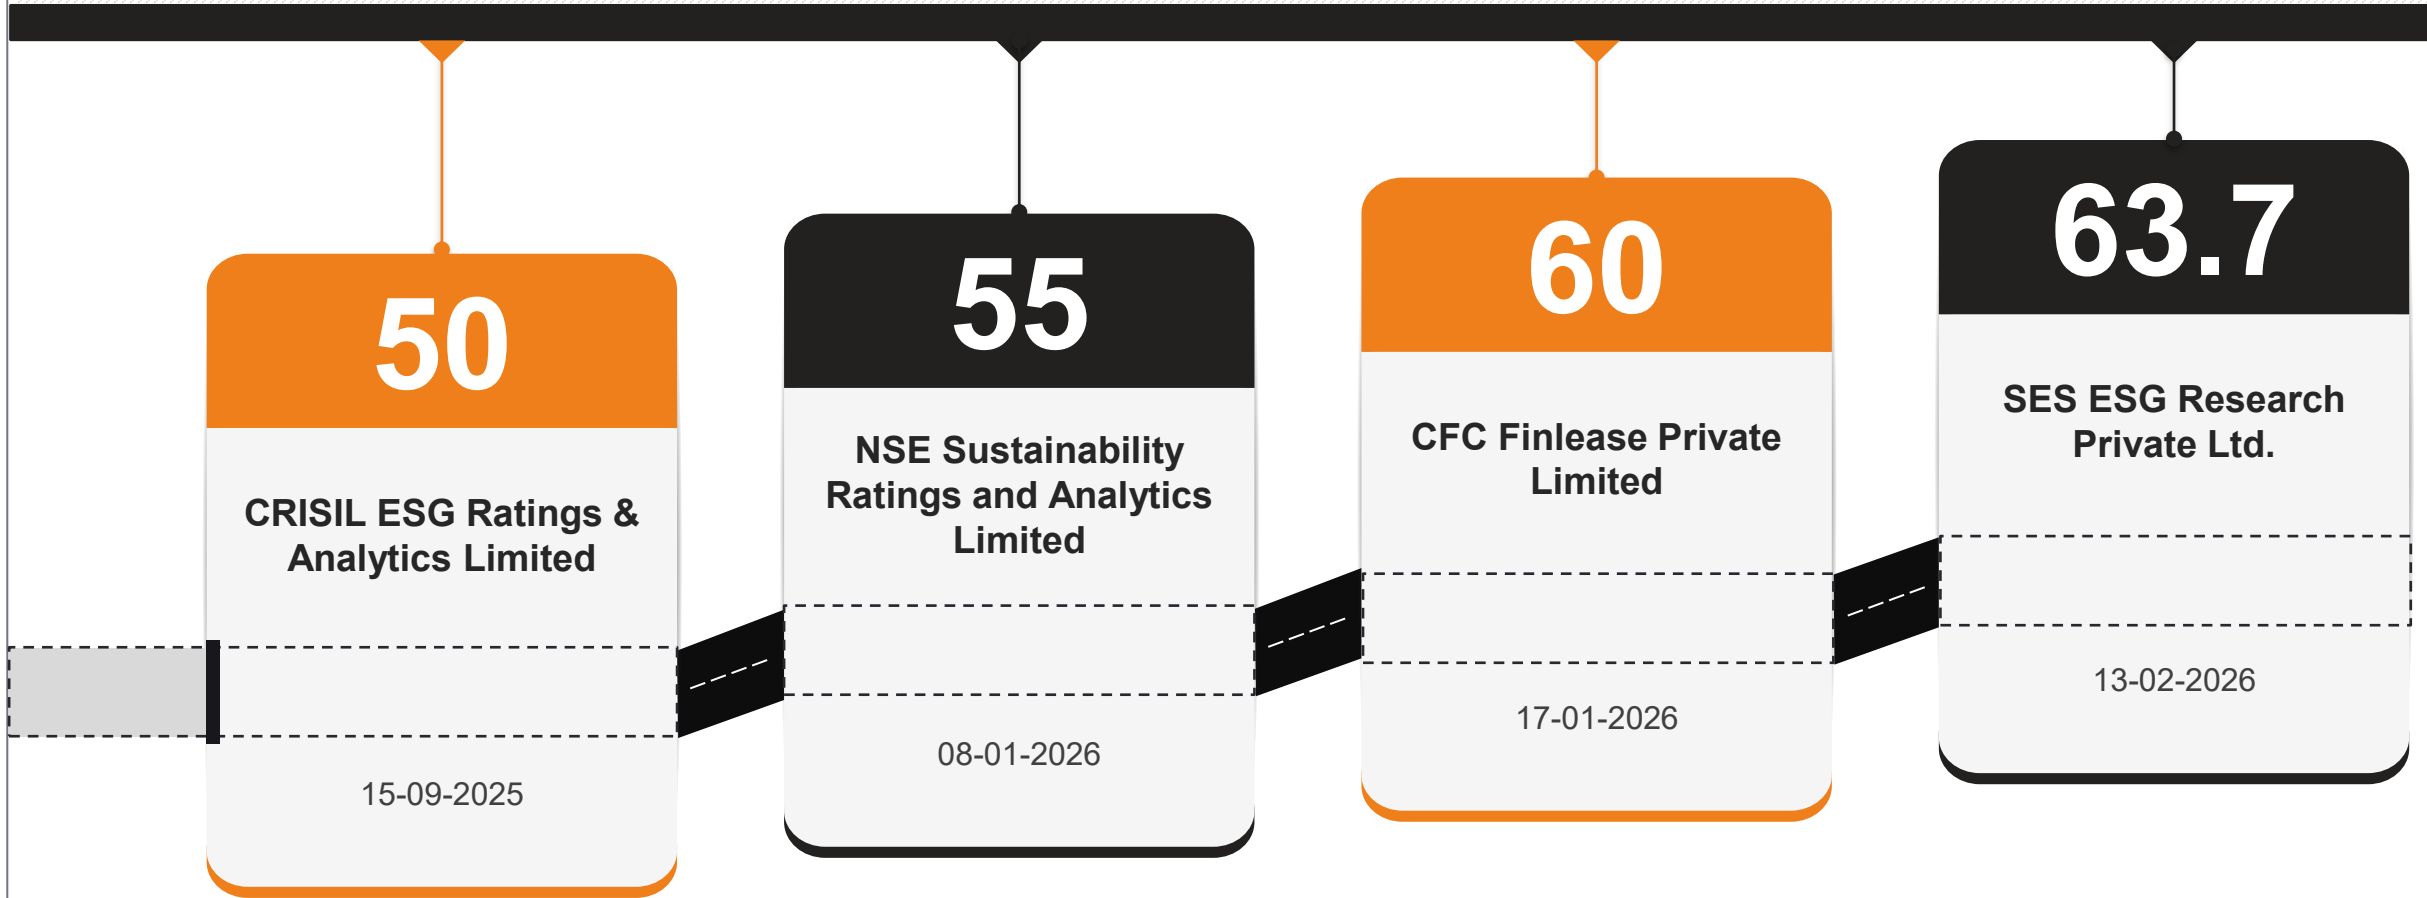 50
CRISIL ESG Ratings &
Analytics Limited
15-09-2025
55
NSE Sustainability
Ratings and Analytics
Limited
08-01-2026
60
CFC Finlease Private
Limited
17-01-2026
63.7
SES ESG Research
Private Ltd.
13-02-2026